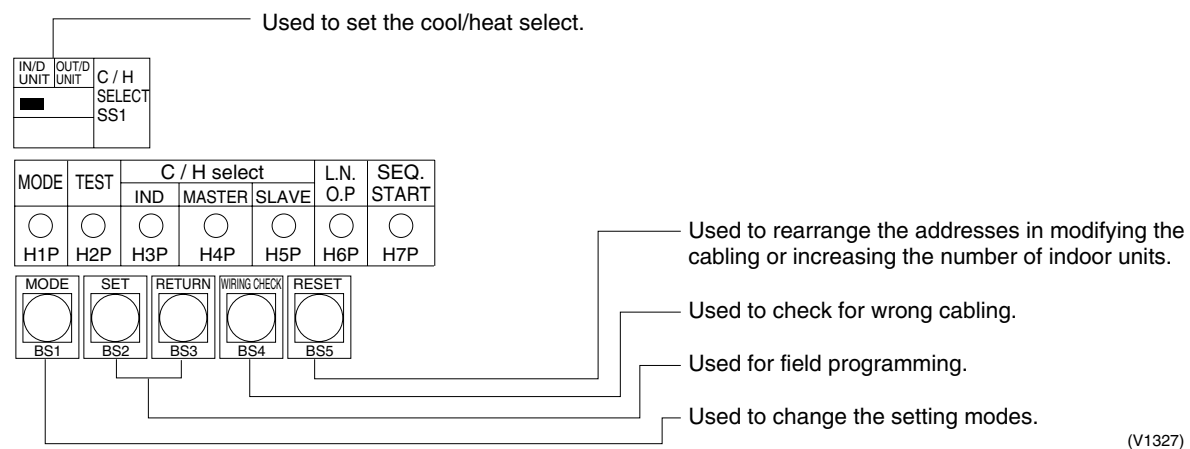 Used to set the cool/heat select.
IN/D UNIT
OUT/D UNIT
C / H SELECT SS1
MODE TEST C / H select L.N. O.P SEQ. START
IND MASTER SLAVE
H1P H2P H3P H4P H5P H6P H7P
MODE SET RETURN WIRING CHECK RESET
BS1 BS2 BS3 BS4 BS5
Used to rearrange the addresses in modifying the
cabling or increasing the number of indoor units.
Used to check for wrong cabling.
Used for field programming.
Used to change the setting modes.
(V1327)